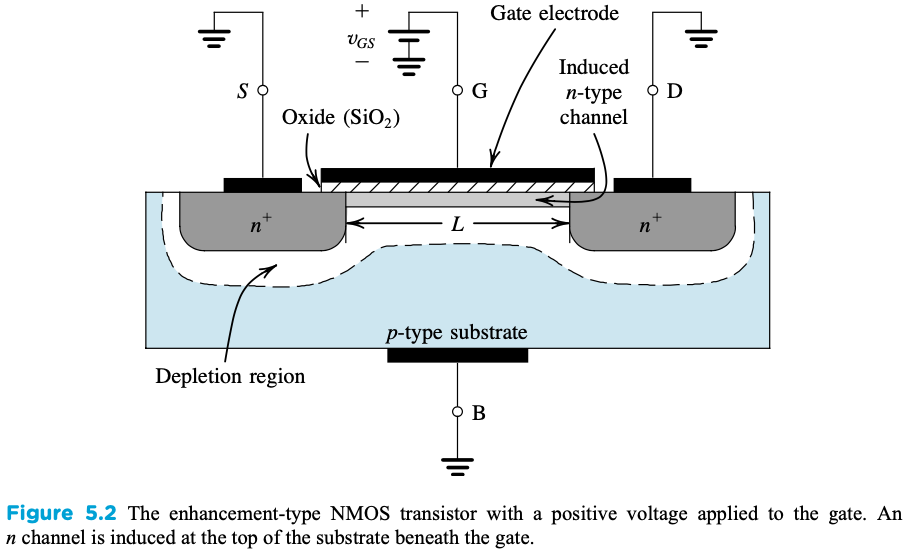 +
v_GS
−
Gate electrode
S
G
Induced
n-type
channel
D
Oxide (SiO₂)
n⁺
L
n⁺
p-type substrate
Depletion region
B
Figure 5.2 The enhancement-type NMOS transistor with a positive voltage applied to the gate. An
n channel is induced at the top of the substrate beneath the gate.